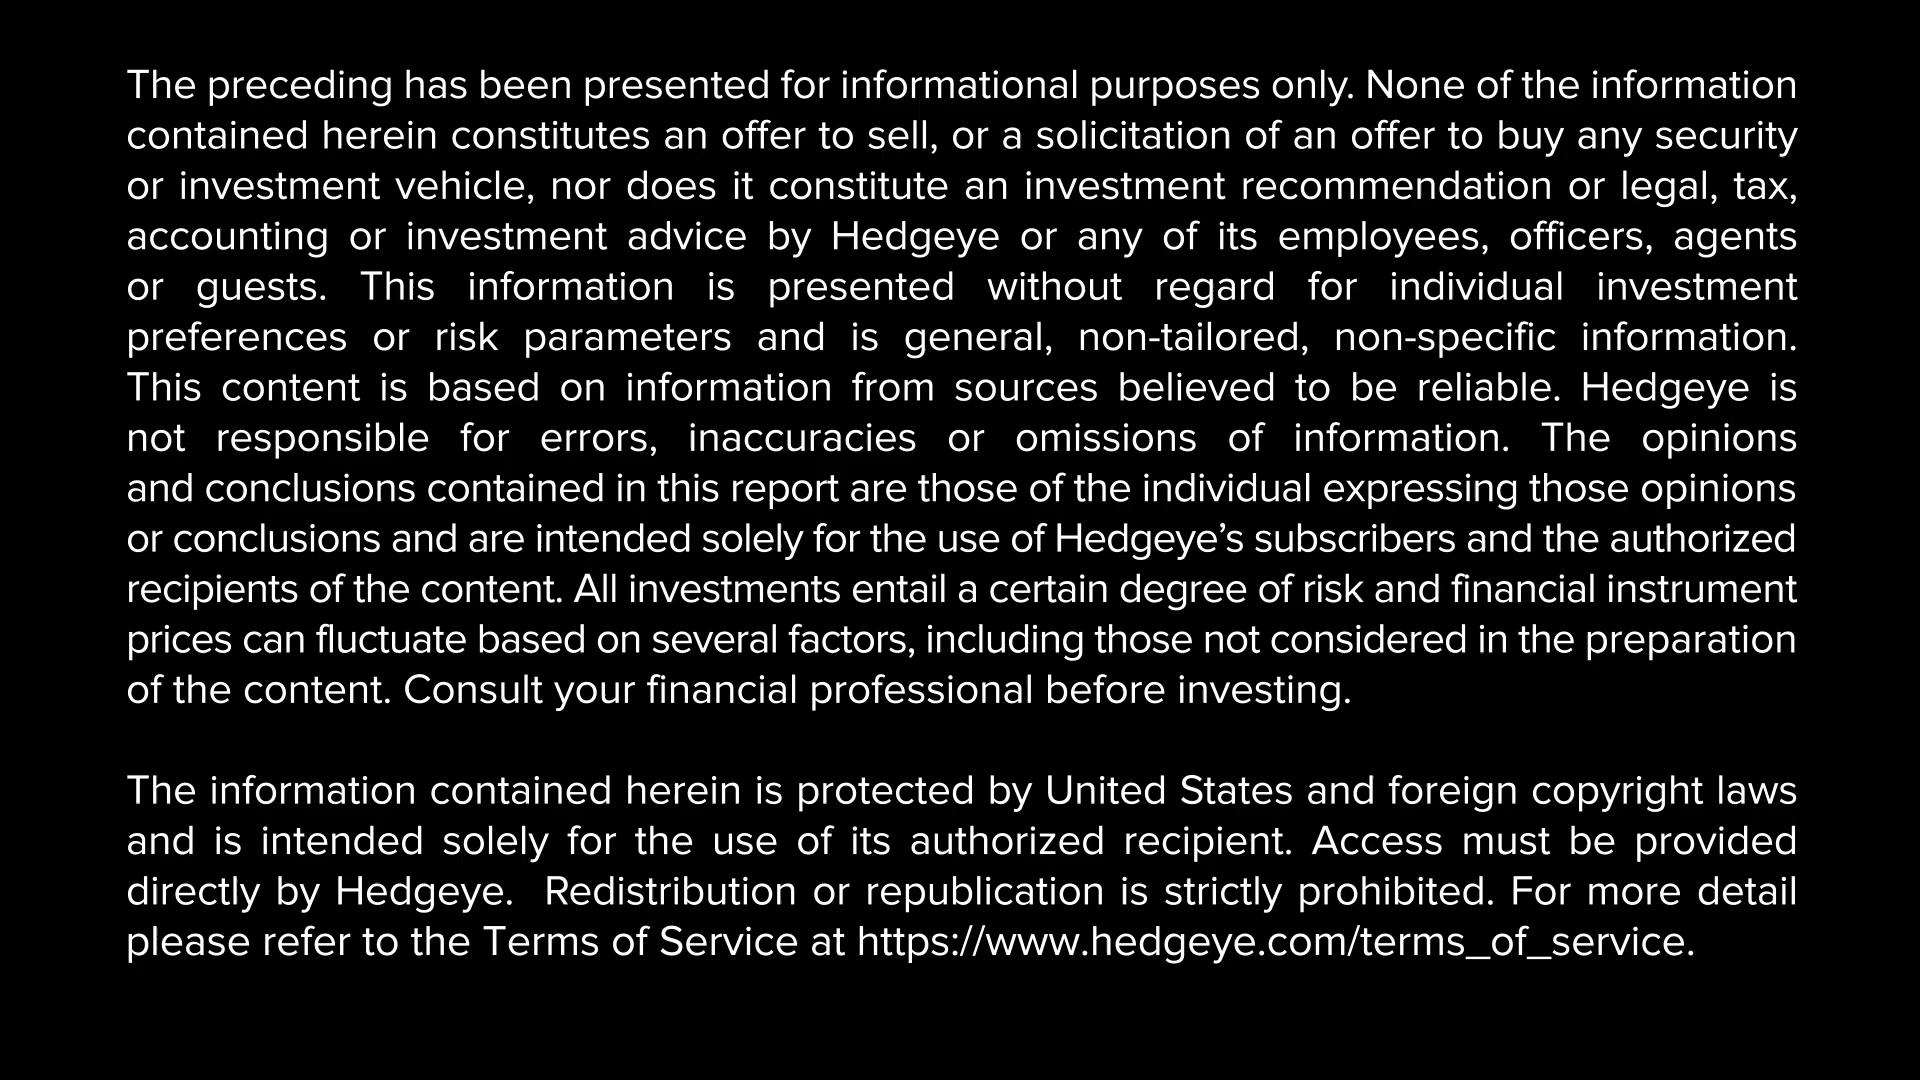 The preceding has been presented for informational purposes only. None of the information
contained herein constitutes an offer to sell, or a solicitation of an offer to buy any security
or investment vehicle, nor does it constitute an investment recommendation or legal, tax,
accounting or investment advice by Hedgeye or any of its employees, officers, agents
or guests. This information is presented without regard for individual investment
preferences or risk parameters and is general, non-tailored, non-specific information.
This content is based on information from sources believed to be reliable. Hedgeye is
not responsible for errors, inaccuracies or omissions of information. The opinions
and conclusions contained in this report are those of the individual expressing those opinions
or conclusions and are intended solely for the use of Hedgeye’s subscribers and the authorized
recipients of the content. All investments entail a certain degree of risk and financial instrument
prices can fluctuate based on several factors, including those not considered in the preparation
of the content. Consult your financial professional before investing.
The information contained herein is protected by United States and foreign copyright laws
and is intended solely for the use of its authorized recipient. Access must be provided
directly by Hedgeye.  Redistribution or republication is strictly prohibited. For more detail
please refer to the Terms of Service at https://www.hedgeye.com/terms_of_service.